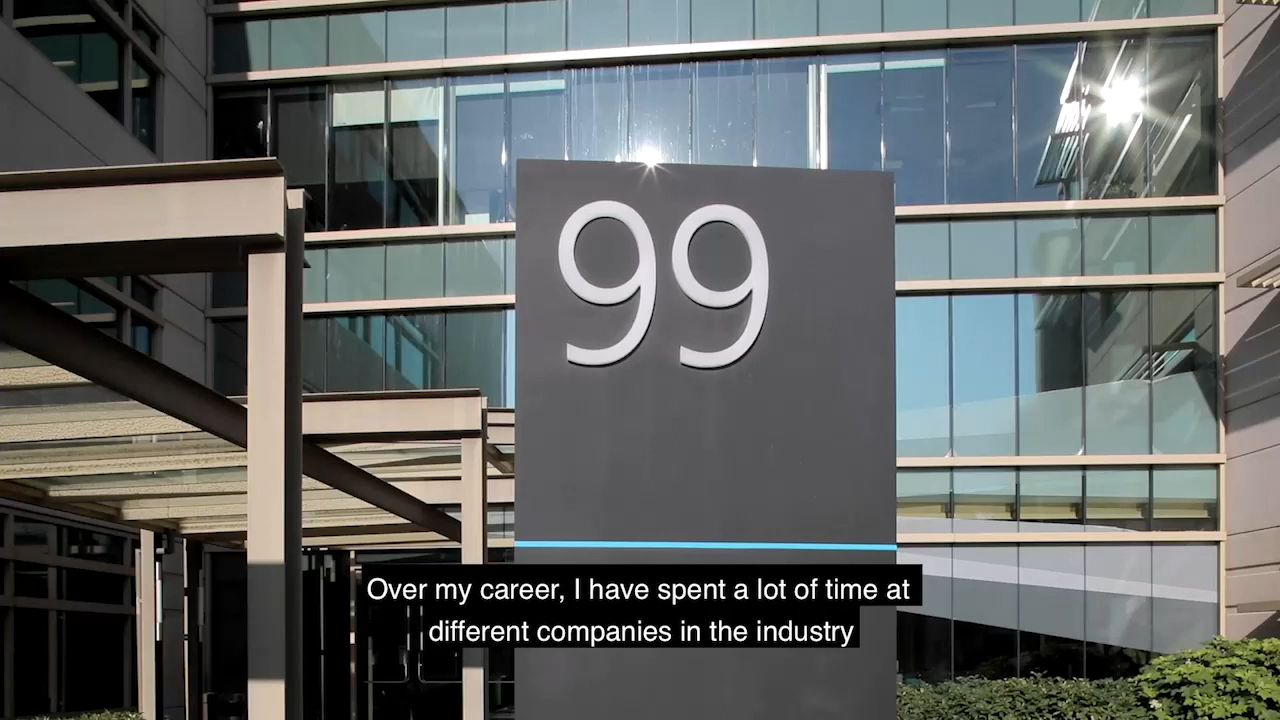 99
Over my career, I have spent a lot of time at
different companies in the industry